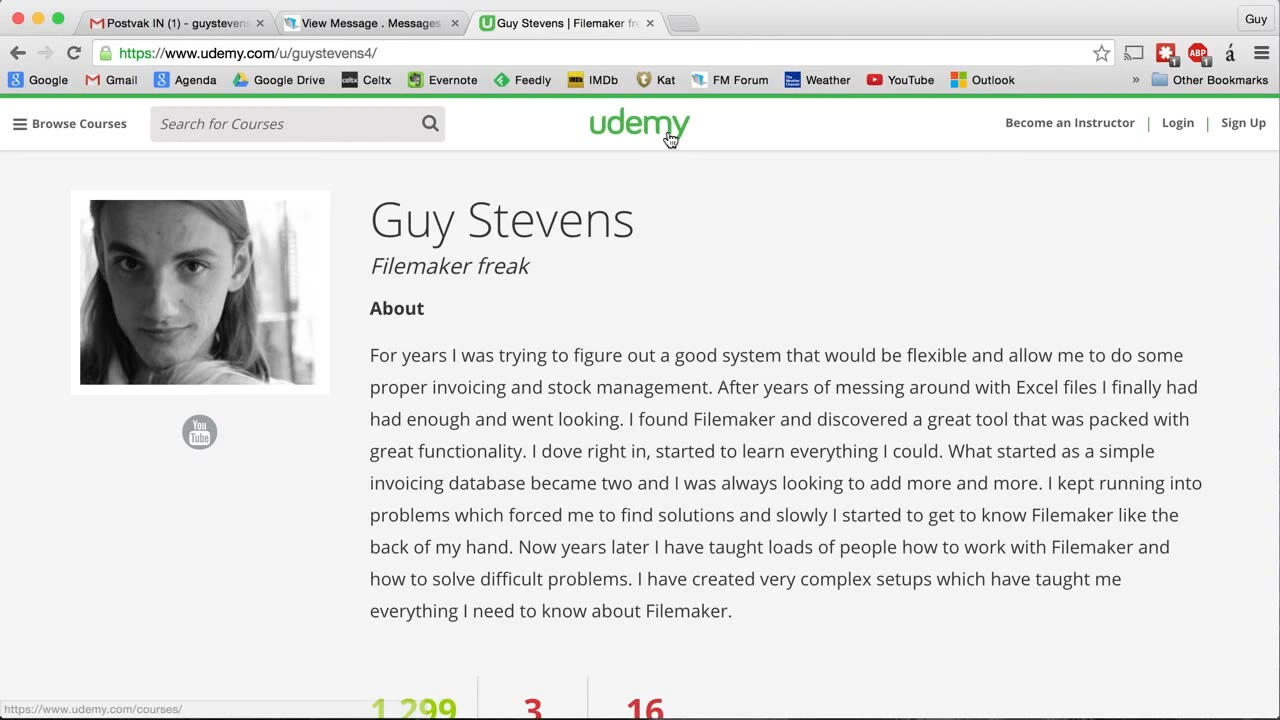 Postvak IN (1) - guysteven
View Message . Messages
Guy Stevens | Filemaker fre
Guy
https://www.udemy.com/u/guystevens4/
ABP
1
1
á
Google
Gmail
Agenda
Google Drive
celtx
Celtx
Evernote
Feedly
IMDb
IMDb
Kat
FM Forum
Weather
YouTube
Outlook
»
Other Bookmarks
Browse Courses
Search for Courses
udemy
Become an Instructor | Login | Sign Up
Guy Stevens
Filemaker freak
About
For years I was trying to figure out a good system that would be flexible and allow me to do some
proper invoicing and stock management. After years of messing around with Excel files I finally had
had enough and went looking. I found Filemaker and discovered a great tool that was packed with
great functionality. I dove right in, started to learn everything I could. What started as a simple
invoicing database became two and I was always looking to add more and more. I kept running into
problems which forced me to find solutions and slowly I started to get to know Filemaker like the
back of my hand. Now years later I have taught loads of people how to work with Filemaker and
how to solve difficult problems. I have created very complex setups which have taught me
everything I need to know about Filemaker.
You
Tube
1,299
3
16
https://www.udemy.com/courses/